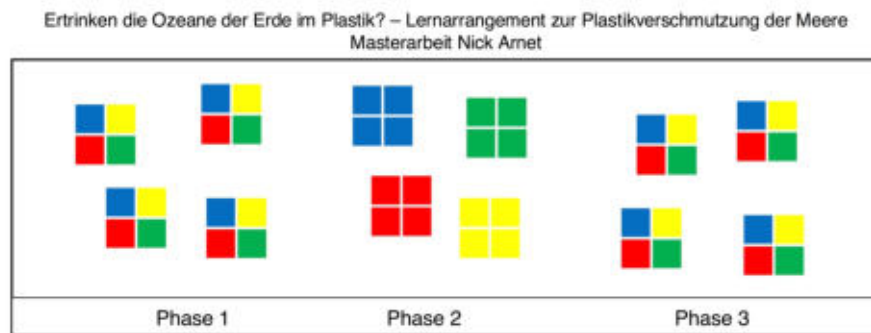 Ertrinken die Ozeane der Erde im Plastik? – Lernarrangement zur Plastikverschmutzung der Meere
Masterarbeit Nick Arnet
Phase 1
Phase 2
Phase 3